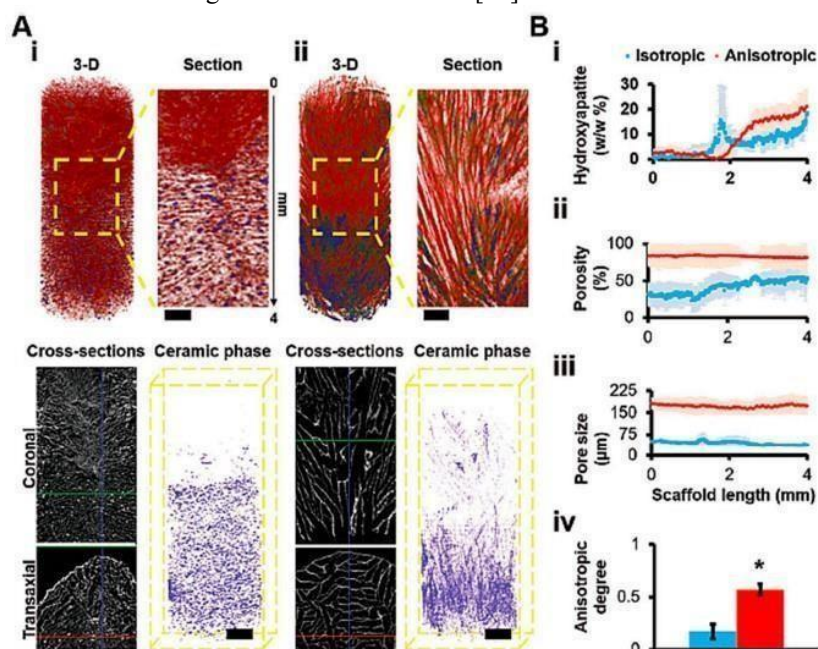 A
i
3-D
Section
0
mm
4
ii
3-D
Section
Cross-sections
Ceramic phase
Cross-sections
Ceramic phase
Coronal
Transaxial
B
i
Isotropic
Anisotropic
Hydroxyapatite
(w/w %)
30
20
10
0
0
2
4
ii
Porosity
(%)
100
50
0
0
2
4
iii
Pore size
(µm)
225
150
75
0
0
2
4
Scaffold length (mm)
iv
Anisotropic
degree
1
0.5
0
*